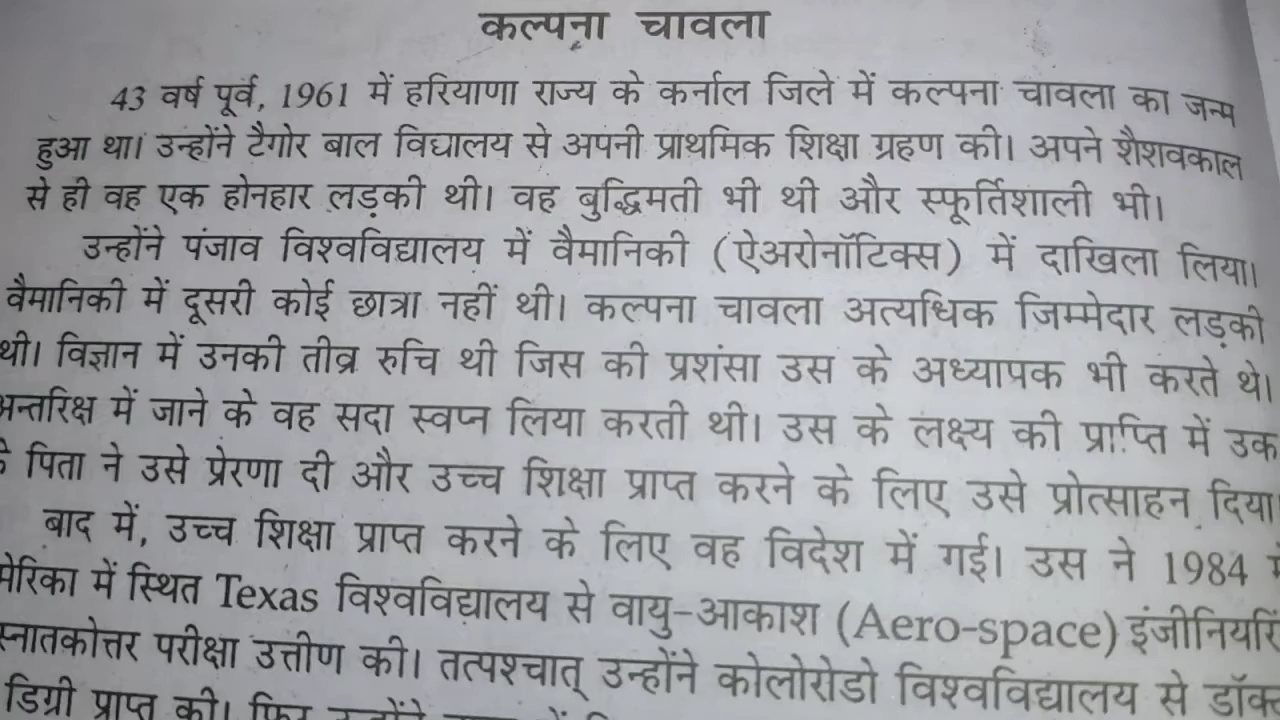 कल्पना चावला
43 वर्ष पूर्व, 1961 में हरियाणा राज्य के कर्नाल जिले में कल्पना चावला का जन्म
हुआ था। उन्होंने टैगोर बाल विद्यालय से अपनी प्राथमिक शिक्षा ग्रहण की। अपने शैशवकाल
से ही वह एक होनहार लड़की थी। वह बुद्धिमती भी थी और स्फूर्तिशाली भी।
उन्होंने पंजाव विश्वविद्यालय में वैमानिकी (ऐअरोनॉटिक्स) में दाखिला लिया।
वैमानिकी में दूसरी कोई छात्रा नहीं थी। कल्पना चावला अत्यधिक जिम्मेदार लड़की
थी। विज्ञान में उनकी तीव्र रुचि थी जिस की प्रशंसा उस के अध्यापक भी करते थे।
अन्तरिक्ष में जाने के वह सदा स्वप्न लिया करती थी। उस के लक्ष्य की प्राप्ति में उक
पिता ने उसे प्रेरणा दी और उच्च शिक्षा प्राप्त करने के लिए उसे प्रोत्साहन दिया।
बाद में, उच्च शिक्षा प्राप्त करने के लिए वह विदेश में गई। उस ने 1984
मेरिका में स्थित Texas विश्वविद्यालय से वायु-आकाश (Aero-space) इंजीनियरिं
स्नातकोत्तर परीक्षा उत्तीण की। तत्पश्चात् उन्होंने कोलोरोडो विश्वविद्यालय से डॉक्
डिग्री प्राप्त की। फिर उन्होंने